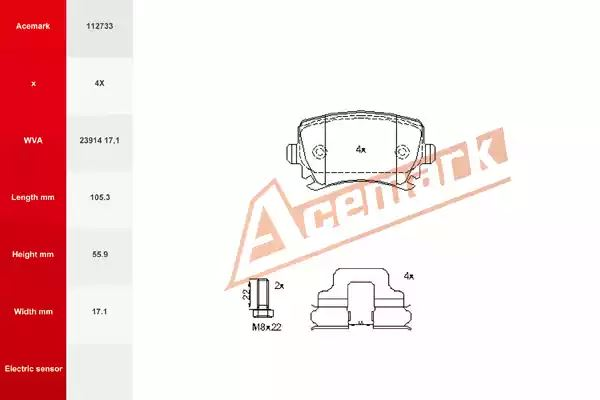 Acemark 112733
x 4X
WVA 23914 17,1
Length mm 105.3
Height mm 55.9
Width mm 17.1
Electric sensor
4x
Acemark
22
2x
M8x22
4x